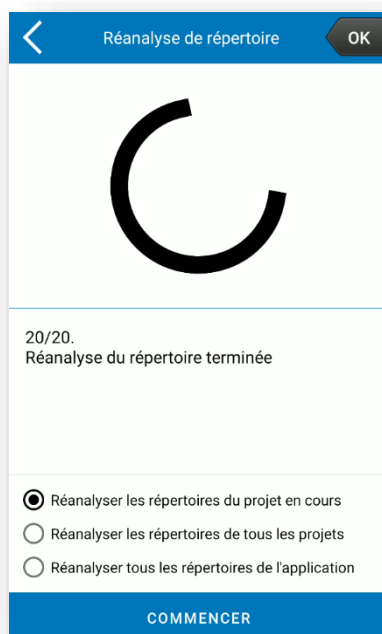 Réanalyse de répertoire
OK
20/20.
Réanalyse du répertoire terminée
Réanalyser les répertoires du projet en cours
Réanalyser les répertoires de tous les projets
Réanalyser tous les répertoires de l'application
COMMENCER